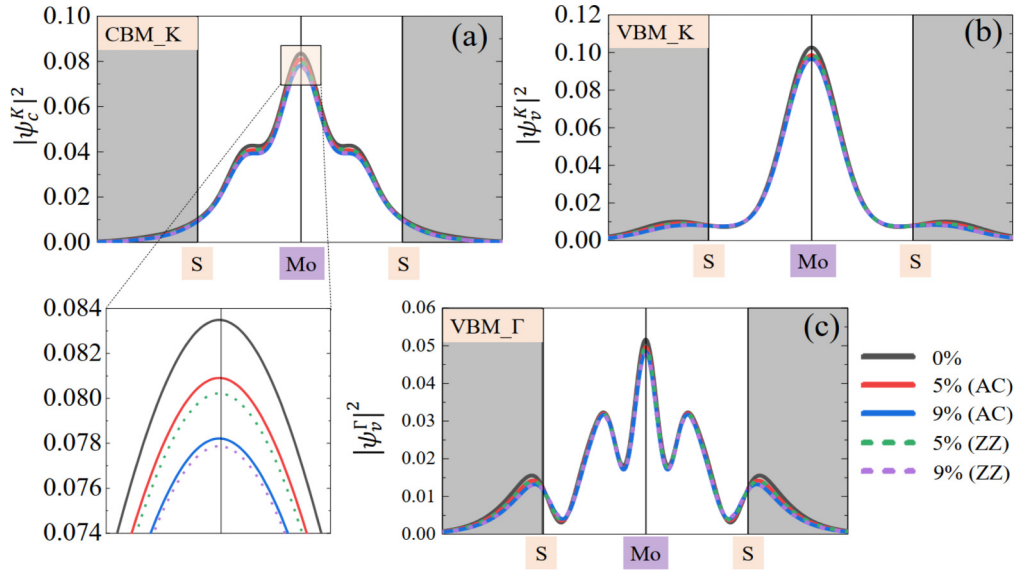 CBM_K
(a)
|ψ_c^K|^2
0.10
0.08
0.06
0.04
0.02
0.00
S
Mo
S
VBM_K
(b)
|ψ_v^K|^2
0.12
0.10
0.08
0.06
0.04
0.02
0.00
S
Mo
S
0.084
0.082
0.080
0.078
0.076
0.074
VBM_Γ
(c)
|ψ_v^Γ|^2
0.06
0.05
0.04
0.03
0.02
0.01
0.00
S
Mo
S
0%
5% (AC)
9% (AC)
5% (ZZ)
9% (ZZ)